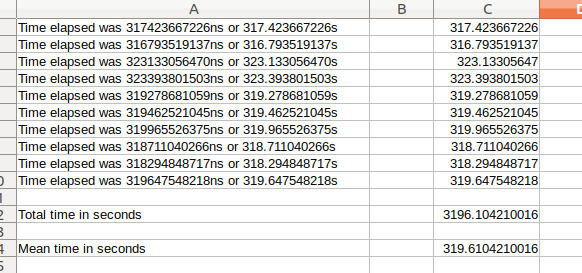 A B C
Time elapsed was 317423667226ns or 317.423667226s 317.423667226
Time elapsed was 316793519137ns or 316.793519137s 316.793519137
Time elapsed was 323133056470ns or 323.133056470s 323.13305647
Time elapsed was 323393801503ns or 323.393801503s 323.393801503
Time elapsed was 319278681059ns or 319.278681059s 319.278681059
Time elapsed was 319462521045ns or 319.462521045s 319.462521045
Time elapsed was 319965526375ns or 319.965526375s 319.965526375
Time elapsed was 318711040266ns or 318.711040266s 318.711040266
Time elapsed was 318294848717ns or 318.294848717s 318.294848717
0 Time elapsed was 319647548218ns or 319.647548218s 319.647548218
1
2 Total time in seconds 3196.104210016
3
4 Mean time in seconds 319.6104210016
5